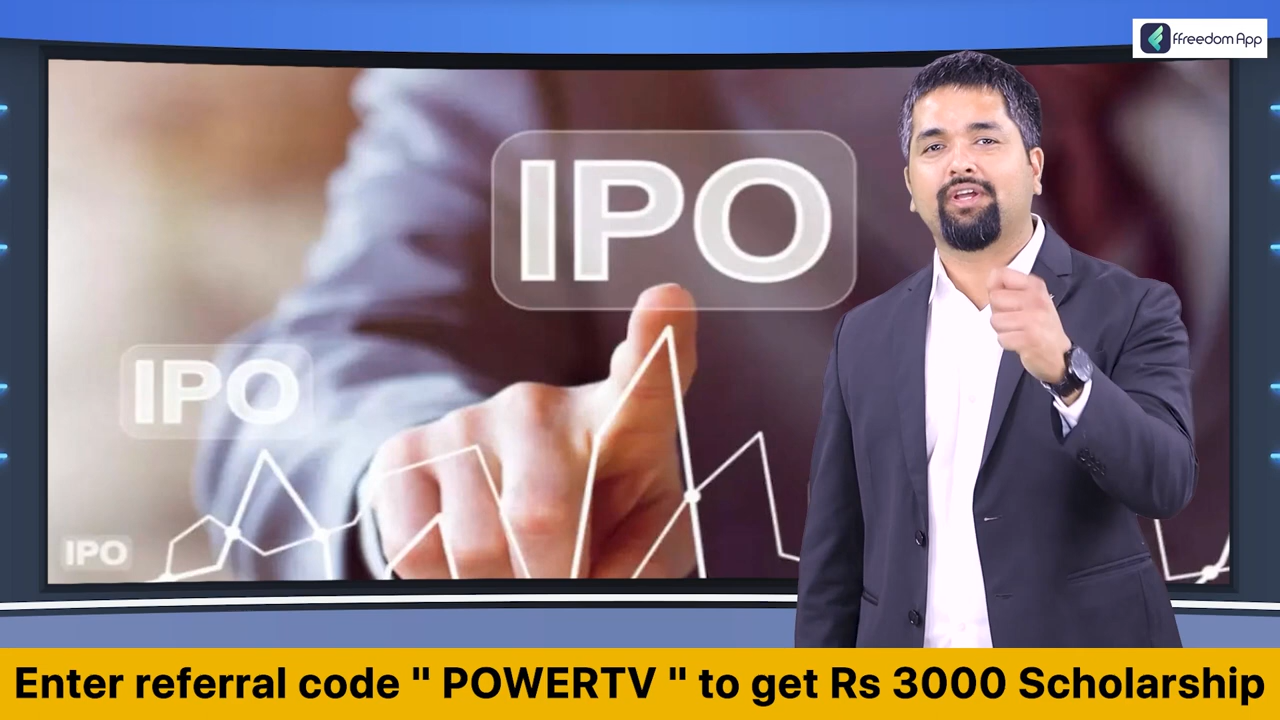 ffreedom App
IPO
IPO
IPO
Enter referral code " POWERTV " to get Rs 3000 Scholarship